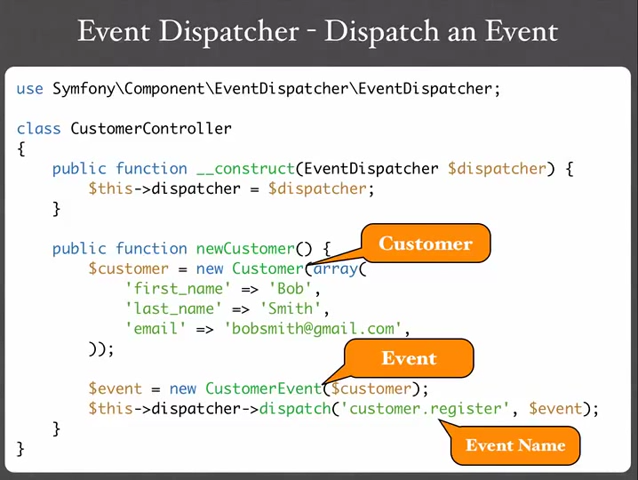 Event Dispatcher - Dispatch an Event
use Symfony\Component\EventDispatcher\EventDispatcher;
class CustomerController
{
    public function __construct(EventDispatcher $dispatcher) {
        $this->dispatcher = $dispatcher;
    }
    public function newCustomer() {
Customer
        $customer = new Customer(array(
            'first_name' => 'Bob',
            'last_name' => 'Smith',
            'email' => 'bobsmith@gmail.com',
        ));
Event
        $event = new CustomerEvent($customer);
        $this->dispatcher->dispatch('customer.register', $event);
    }
Event Name
}